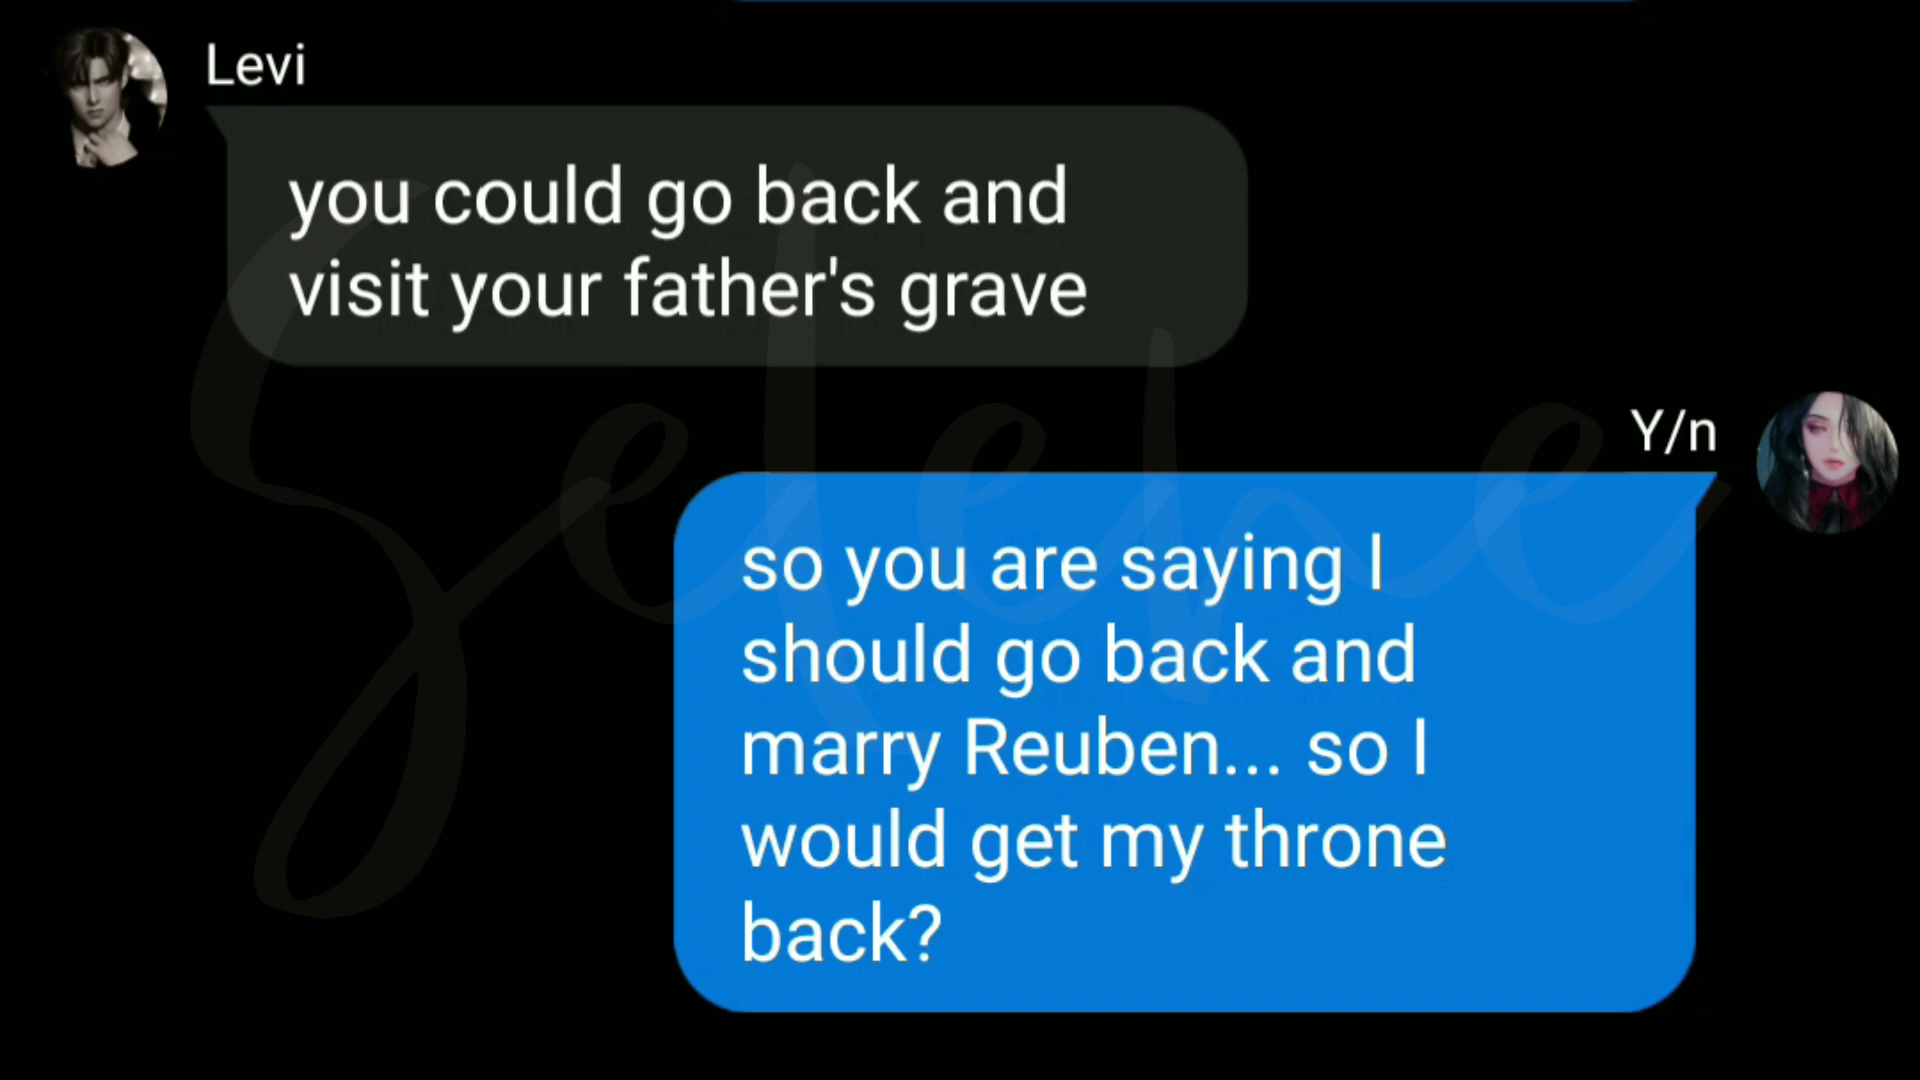 Levi
you could go back and
visit your father's grave
Y/n
so you are saying I
should go back and
marry Reuben... so I
would get my throne
back?
Selene